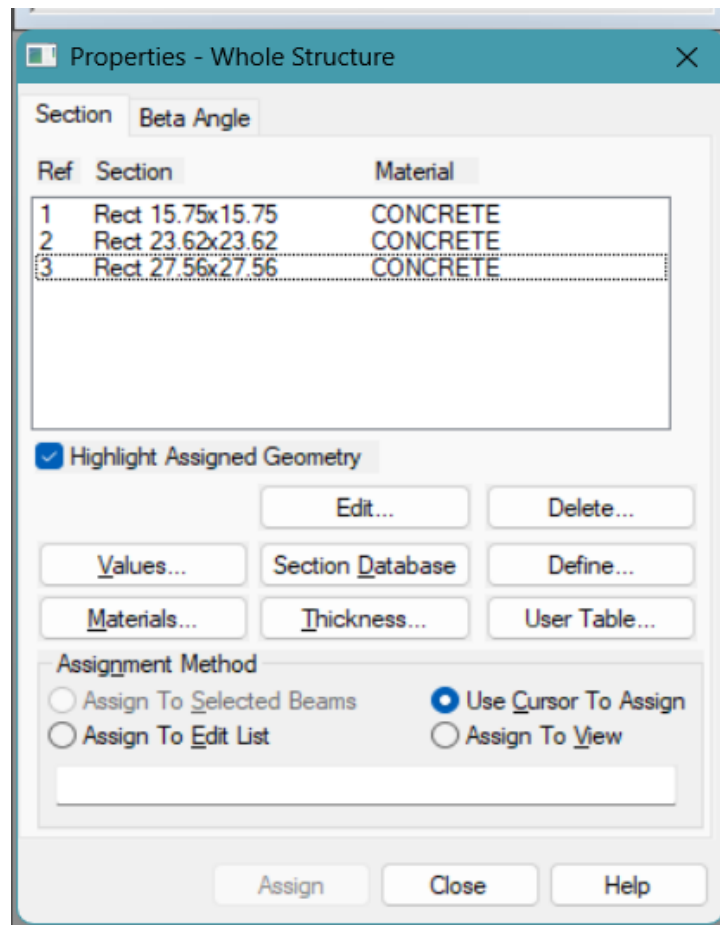 Properties - Whole Structure
Section Beta Angle
Ref Section Material
1 Rect 15.75x15.75 CONCRETE
2 Rect 23.62x23.62 CONCRETE
3 Rect 27.56x27.56 CONCRETE
Highlight Assigned Geometry
Edit... Delete...
Values... Section Database Define...
Materials... Thickness... User Table...
Assignment Method
Assign To Selected Beams Use Cursor To Assign
Assign To Edit List Assign To View
Assign Close Help